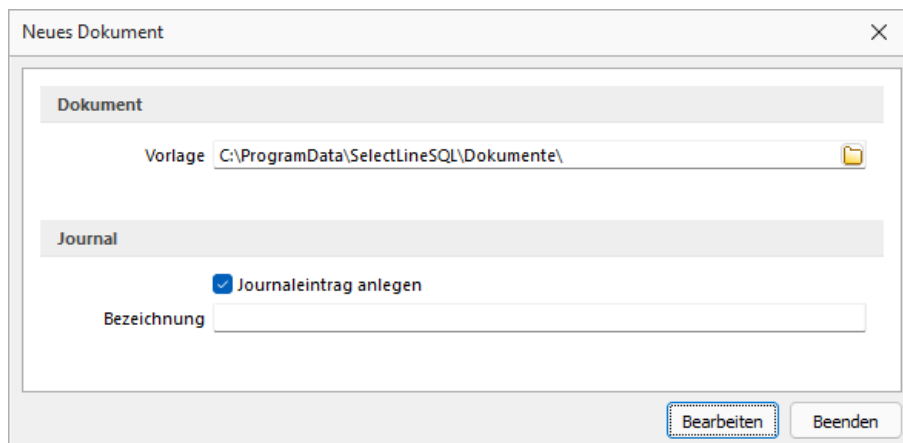 Neues Dokument
Dokument
Vorlage C:\ProgramData\SelectLineSQL\Dokumente\
Journal
Journaleintrag anlegen
Bezeichnung
Bearbeiten Beenden